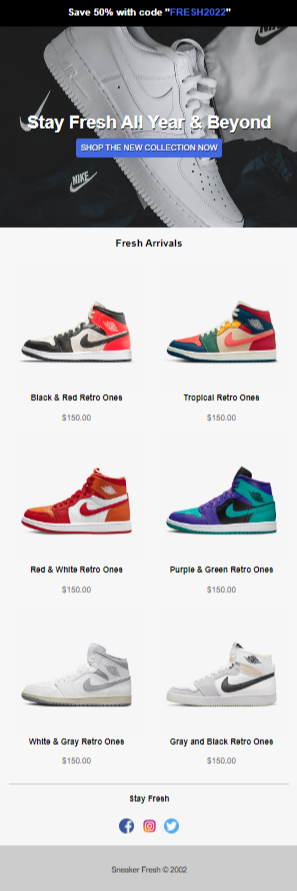 Save 50% with code "FRESH2022"
Stay Fresh All Year & Beyond
SHOP THE NEW COLLECTION NOW
NIKE
Fresh Arrivals
Black & Red Retro Ones
$150.00
Tropical Retro Ones
$150.00
Red & White Retro Ones
$150.00
Purple & Green Retro Ones
$150.00
White & Gray Retro Ones
$150.00
Gray and Black Retro Ones
$150.00
Stay Fresh
Sneaker Fresh © 2002